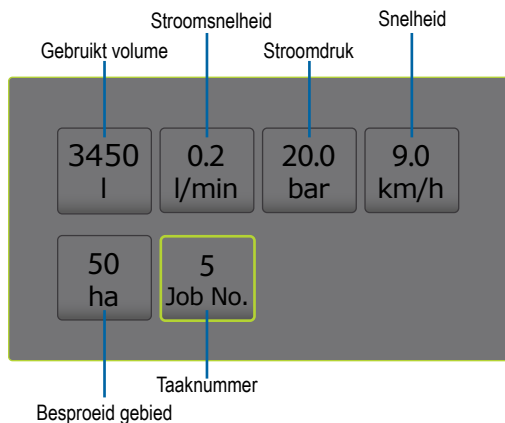 Stroomsnelheid
Snelheid
Gebruikt volume
Stroomdruk
3450
l
0.2
l/min
20.0
bar
9.0
km/h
50
ha
5
Job No.
Taaknummer
Besproeid gebied